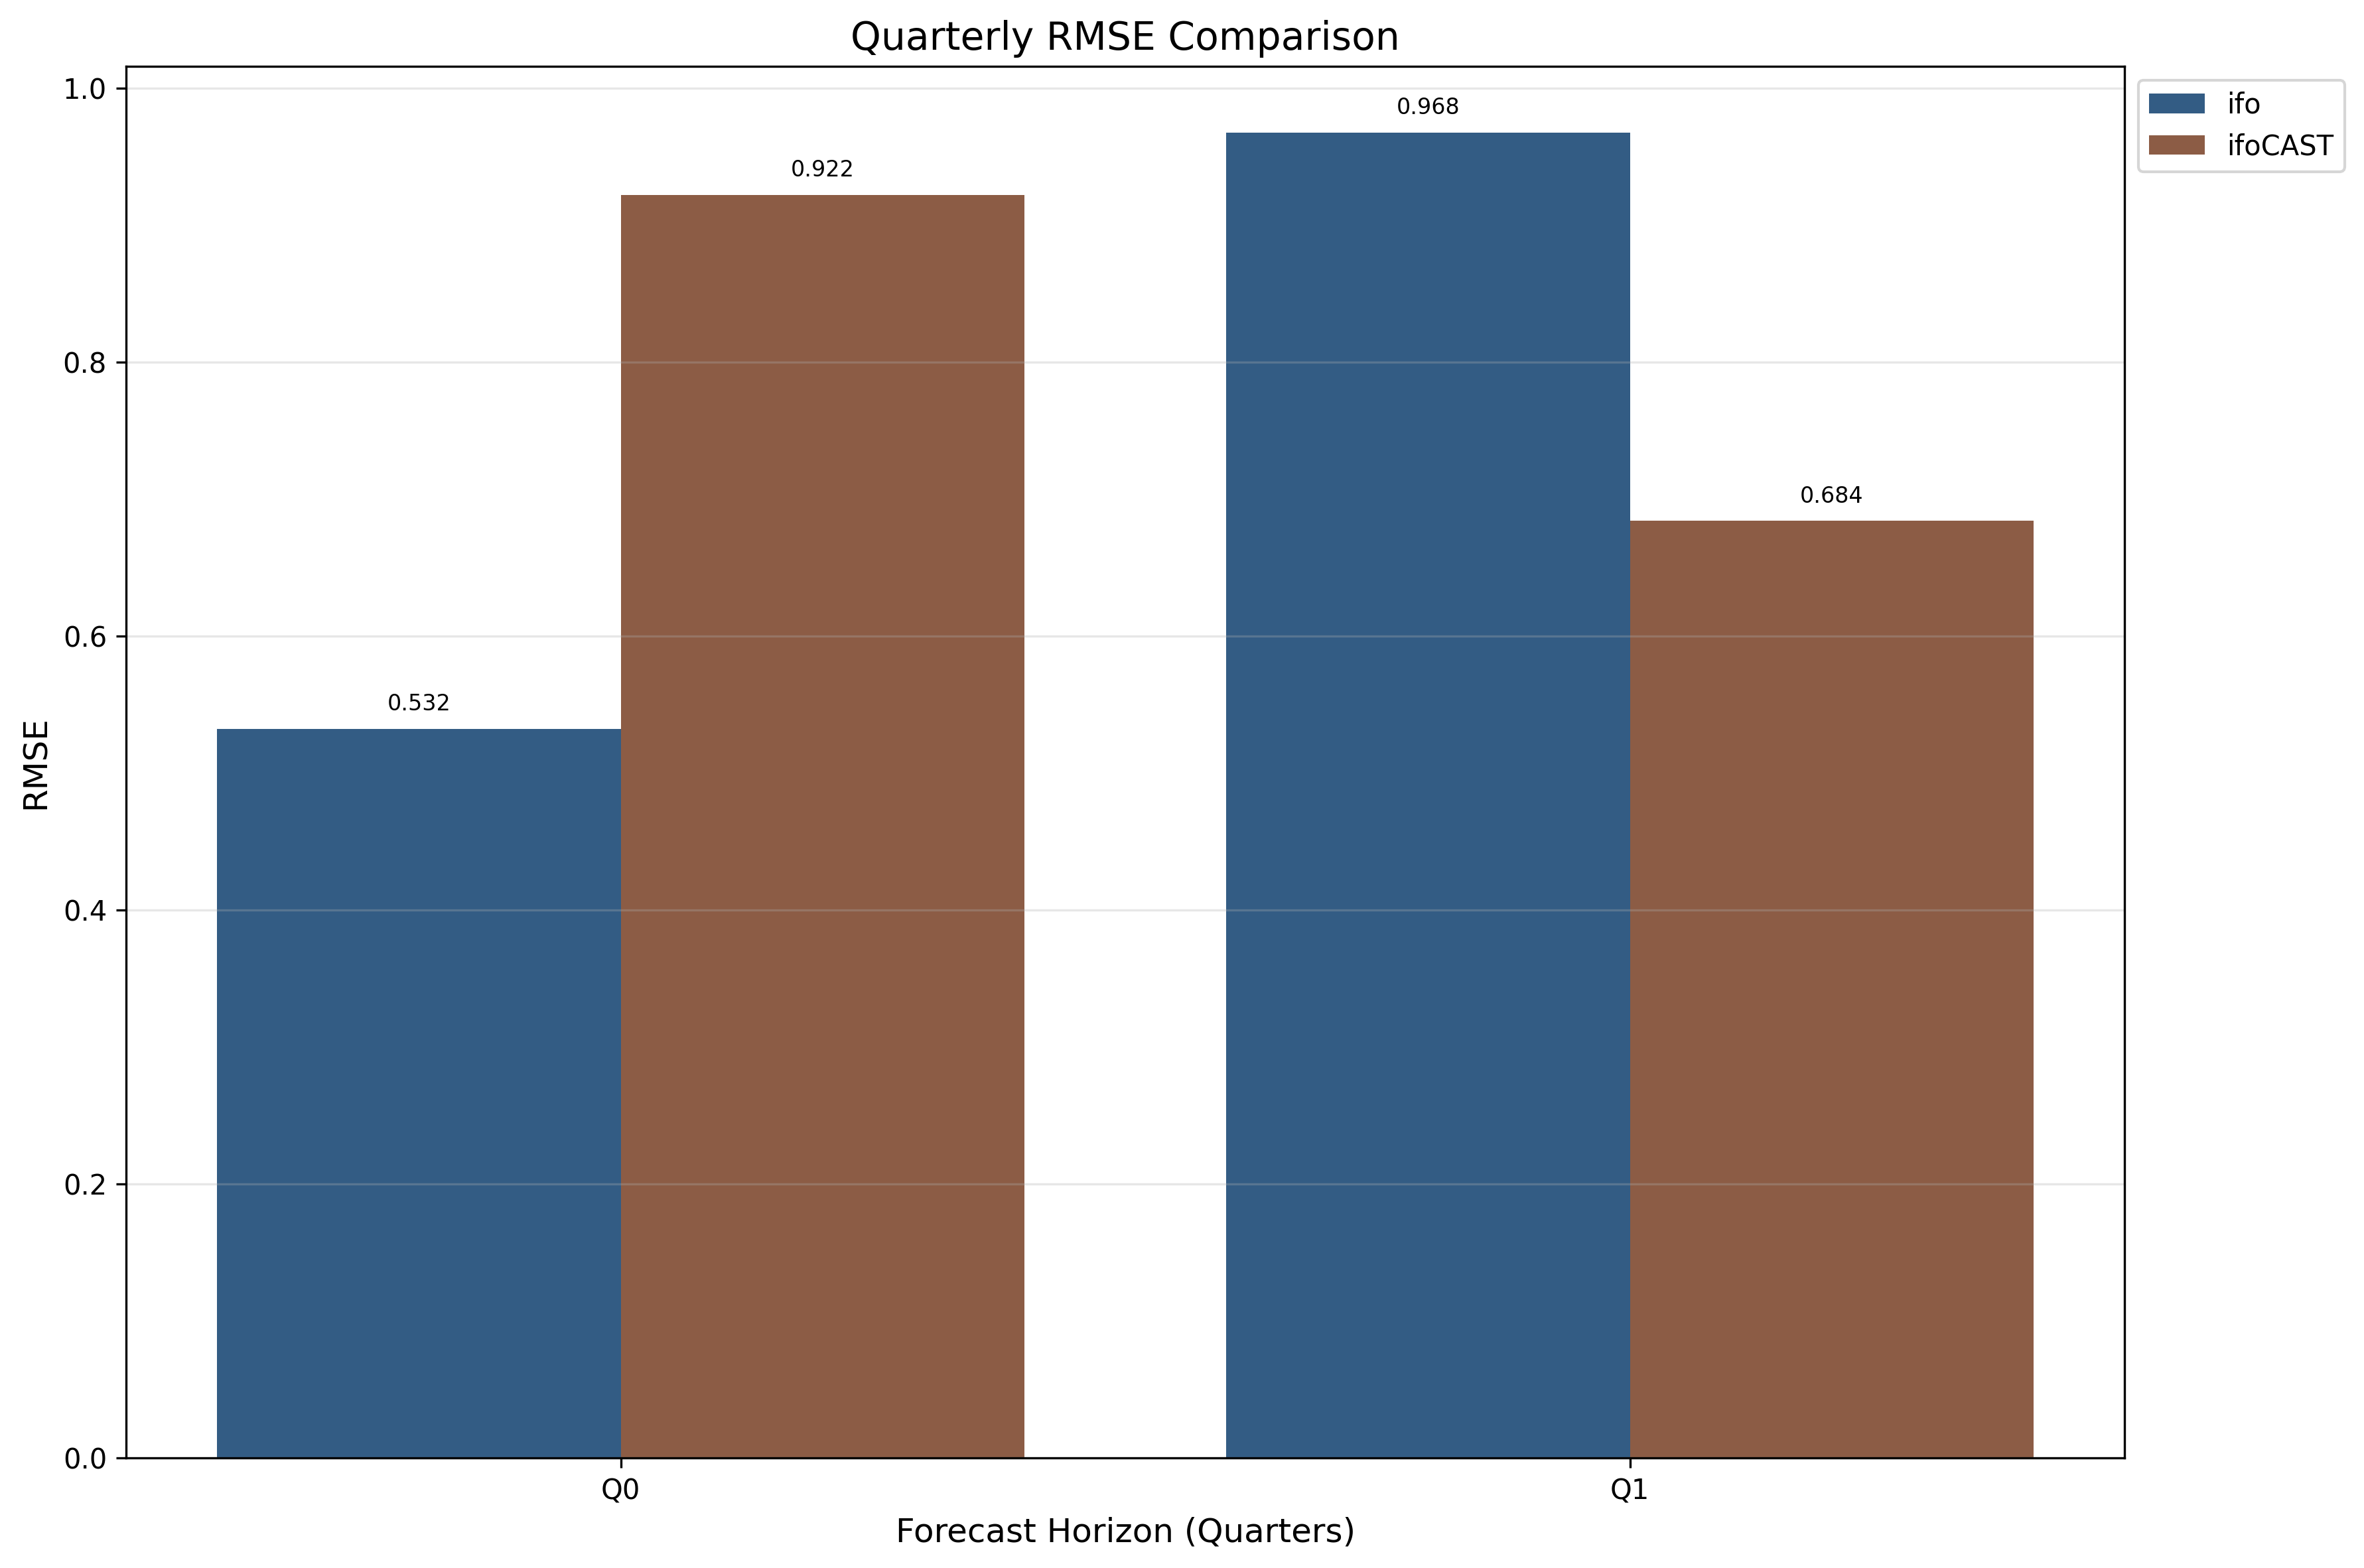 Quarterly RMSE Comparison
ifo
ifoCAST
1.0
0.8
0.6
0.4
0.2
0.0
RMSE
0.532
0.922
0.968
0.684
Q0
Q1
Forecast Horizon (Quarters)